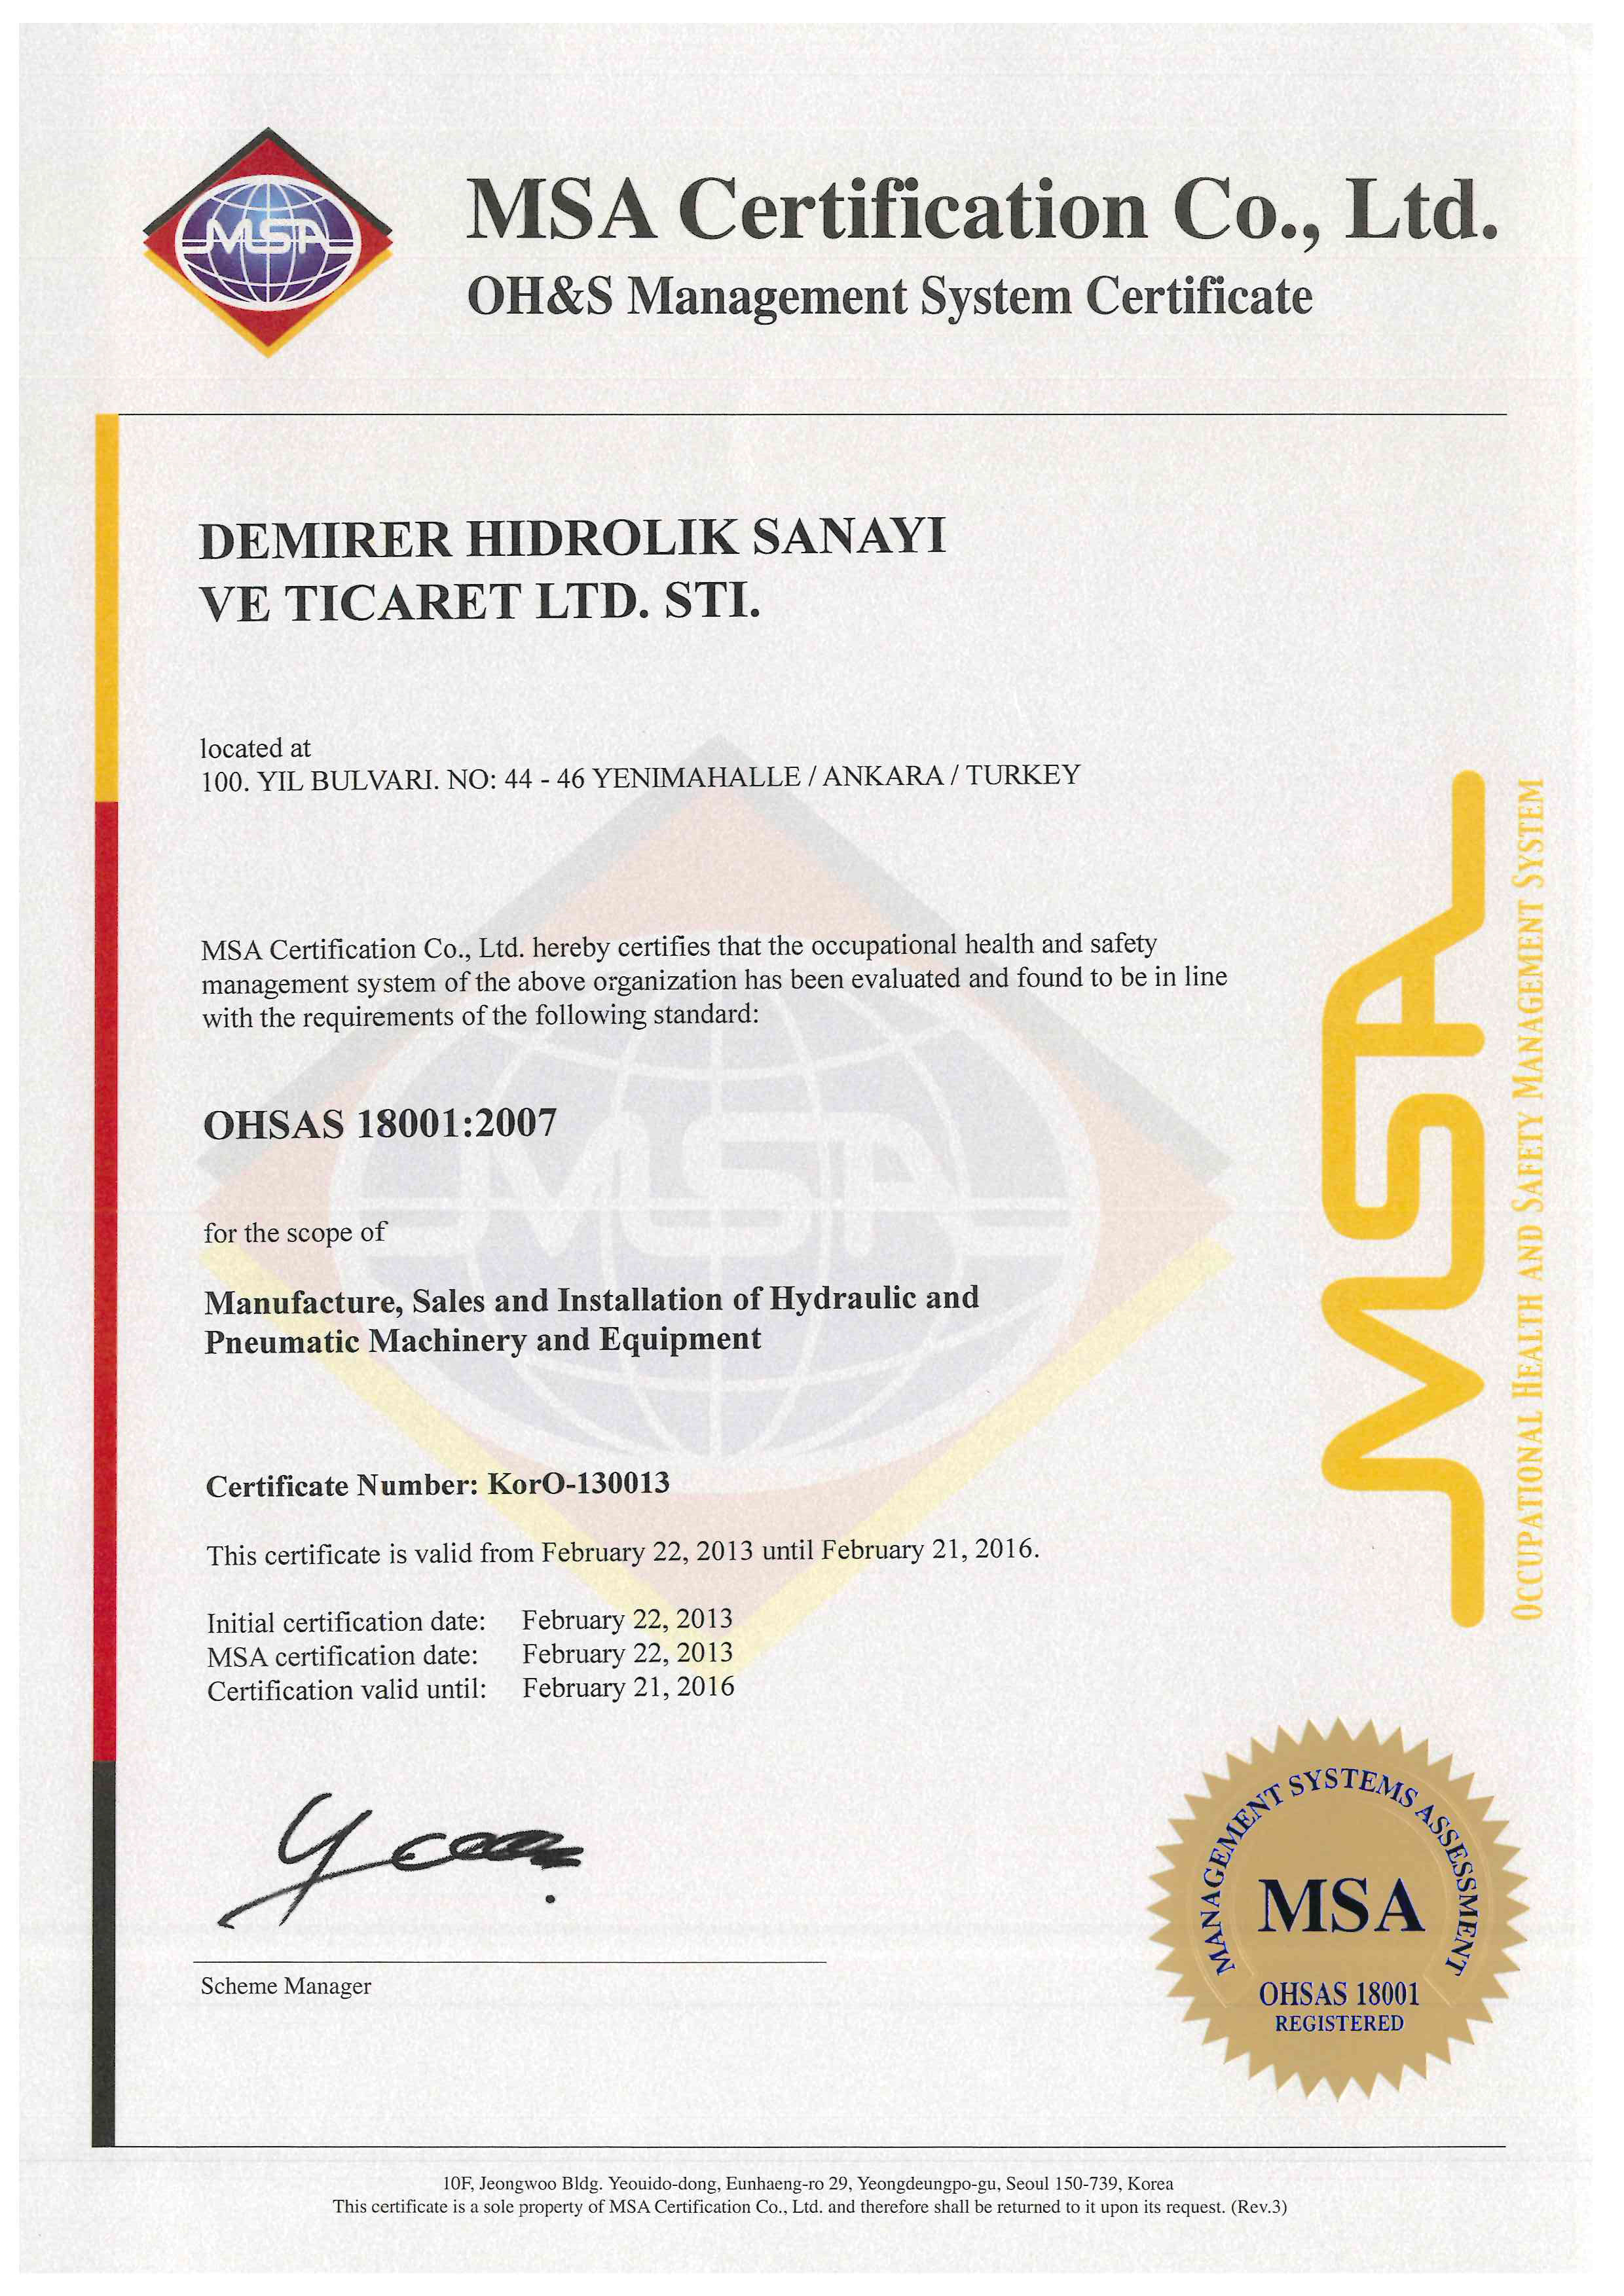 MSA
MSA Certification Co., Ltd.
OH&S Management System Certificate
DEMIRER HIDROLIK SANAYI
VE TICARET LTD. STI.
located at
100. YIL BULVARI. NO: 44 - 46 YENIMAHALLE / ANKARA / TURKEY
MSA Certification Co., Ltd. hereby certifies that the occupational health and safety
management system of the above organization has been evaluated and found to be in line
with the requirements of the following standard:
OHSAS 18001:2007
for the scope of
Manufacture, Sales and Installation of Hydraulic and
Pneumatic Machinery and Equipment
Certificate Number: KorO-130013
This certificate is valid from February 22, 2013 until February 21, 2016.
Initial certification date: February 22, 2013
MSA certification date: February 22, 2013
Certification valid until: February 21, 2016
Scheme Manager
MSA
MSA
OCCUPATIONAL HEALTH AND SAFETY MANAGEMENT SYSTEM
MANAGEMENT SYSTEMS ASSESSMENT
MSA
OHSAS 18001
REGISTERED
10F, Jeongwoo Bldg. Yeouido-dong, Eunhaeng-ro 29, Yeongdeungpo-gu, Seoul 150-739, Korea
This certificate is a sole property of MSA Certification Co., Ltd. and therefore shall be returned to it upon its request. (Rev.3)